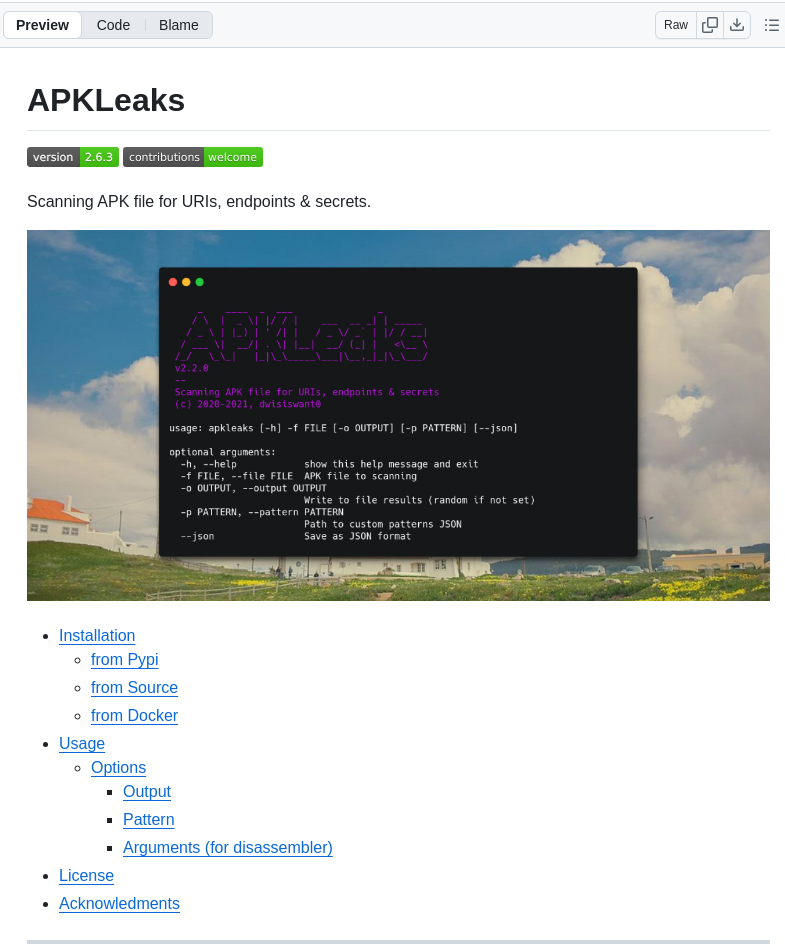 Preview Code Blame Raw
APKLeaks
version 2.6.3 contributions welcome
Scanning APK file for URIs, endpoints & secrets.
v2.2.0
--
Scanning APK file for URIs, endpoints & secrets
(c) 2020-2021, dwisiswant0
usage: apkleaks [-h] -f FILE [-o OUTPUT] [-p PATTERN] [--json]
optional arguments:
-h, --help show this help message and exit
-f FILE, --file FILE APK file to scanning
-o OUTPUT, --output OUTPUT
Write to file results (random if not set)
-p PATTERN, --pattern PATTERN
Path to custom patterns JSON
--json Save as JSON format
Installation
from Pypi
from Source
from Docker
Usage
Options
Output
Pattern
Arguments (for disassembler)
License
Acknowledments